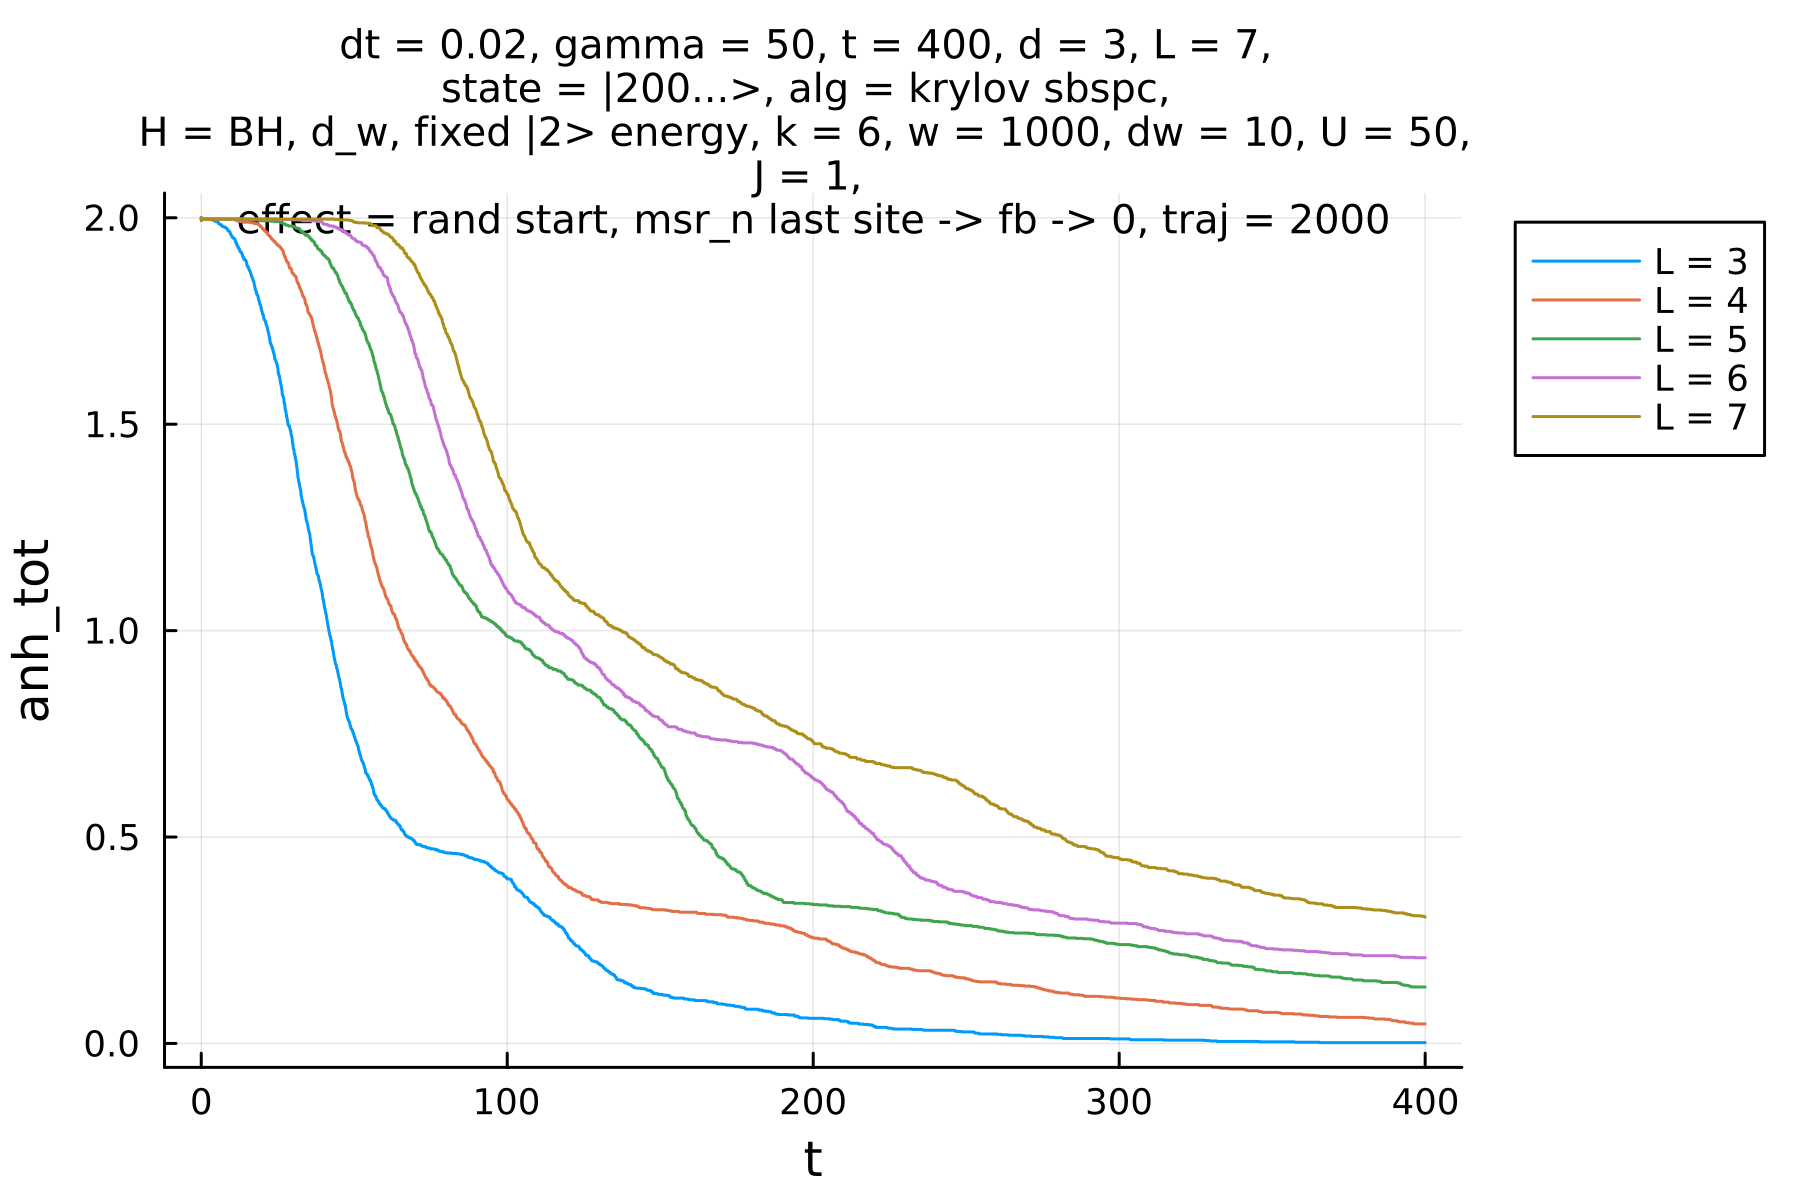 dt = 0.02, gamma = 50, t = 400, d = 3, L = 7,
state = |200...>, alg = krylov sbspc,
H = BH, d_w, fixed |2> energy, k = 6, w = 1000, dw = 10, U = 50,
J = 1,
effect = rand start, msr_n last site -> fb -> 0, traj = 2000
2.0
1.5
1.0
0.5
0.0
anh_tot
0 100 200 300 400
t
L = 3
L = 4
L = 5
L = 6
L = 7